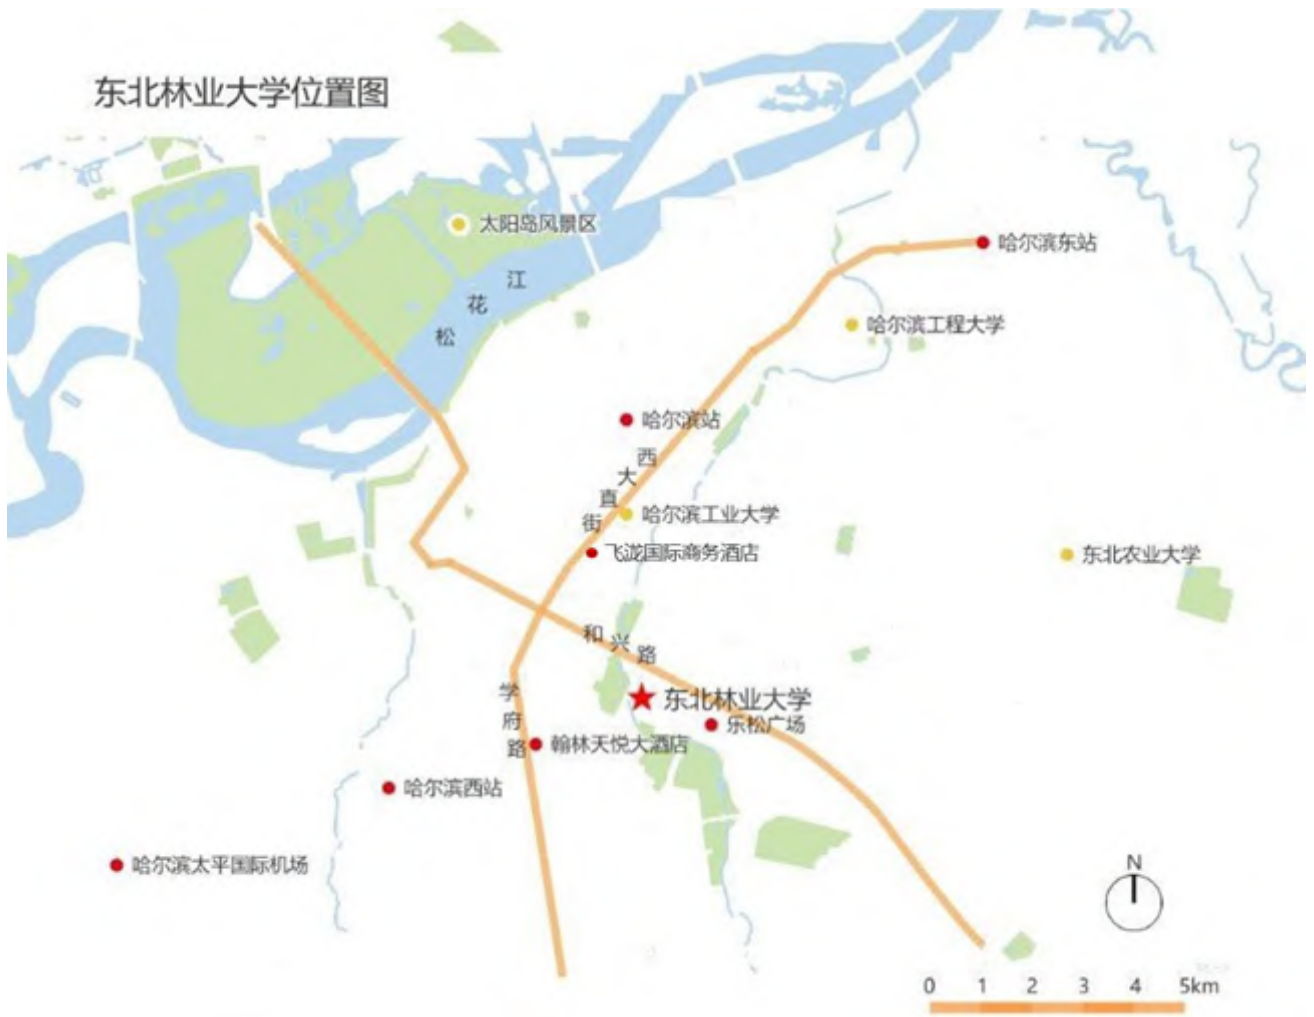 东北林业大学位置图
太阳岛风景区
哈尔滨东站
松花江
哈尔滨工程大学
哈尔滨站
西大直街
哈尔滨工业大学
飞泷国际商务酒店
东北农业大学
和兴路
东北林业大学
学府路
乐松广场
翰林天悦大酒店
哈尔滨西站
哈尔滨太平国际机场
N
0 1 2 3 4 5km